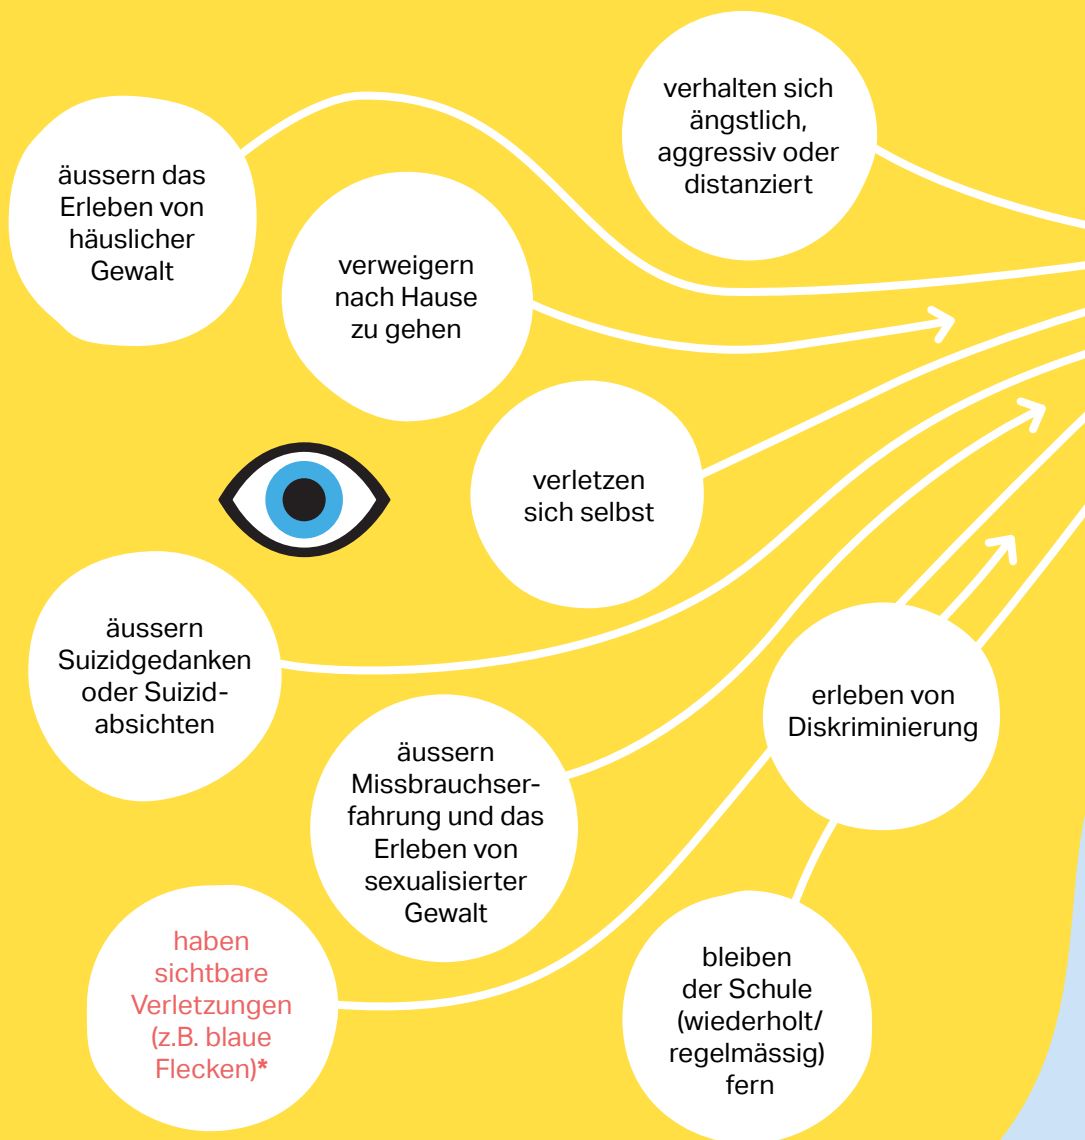 verhalten sich
ängstlich,
aggressiv oder
distanziert
äussern das
Erleben von
häuslicher
Gewalt
verweigern
nach Hause
zu gehen
verletzen
sich selbst
äussern
Suizidgedanken
oder Suizid-
absichten
erleben von
Diskriminierung
äussern
Missbrauchser-
fahrung und das
Erleben von
sexualisierter
Gewalt
haben
sichtbare
Verletzungen
(z.B. blaue
Flecken)*
bleiben
der Schule
(wiederholt/
regelmässig)
fern